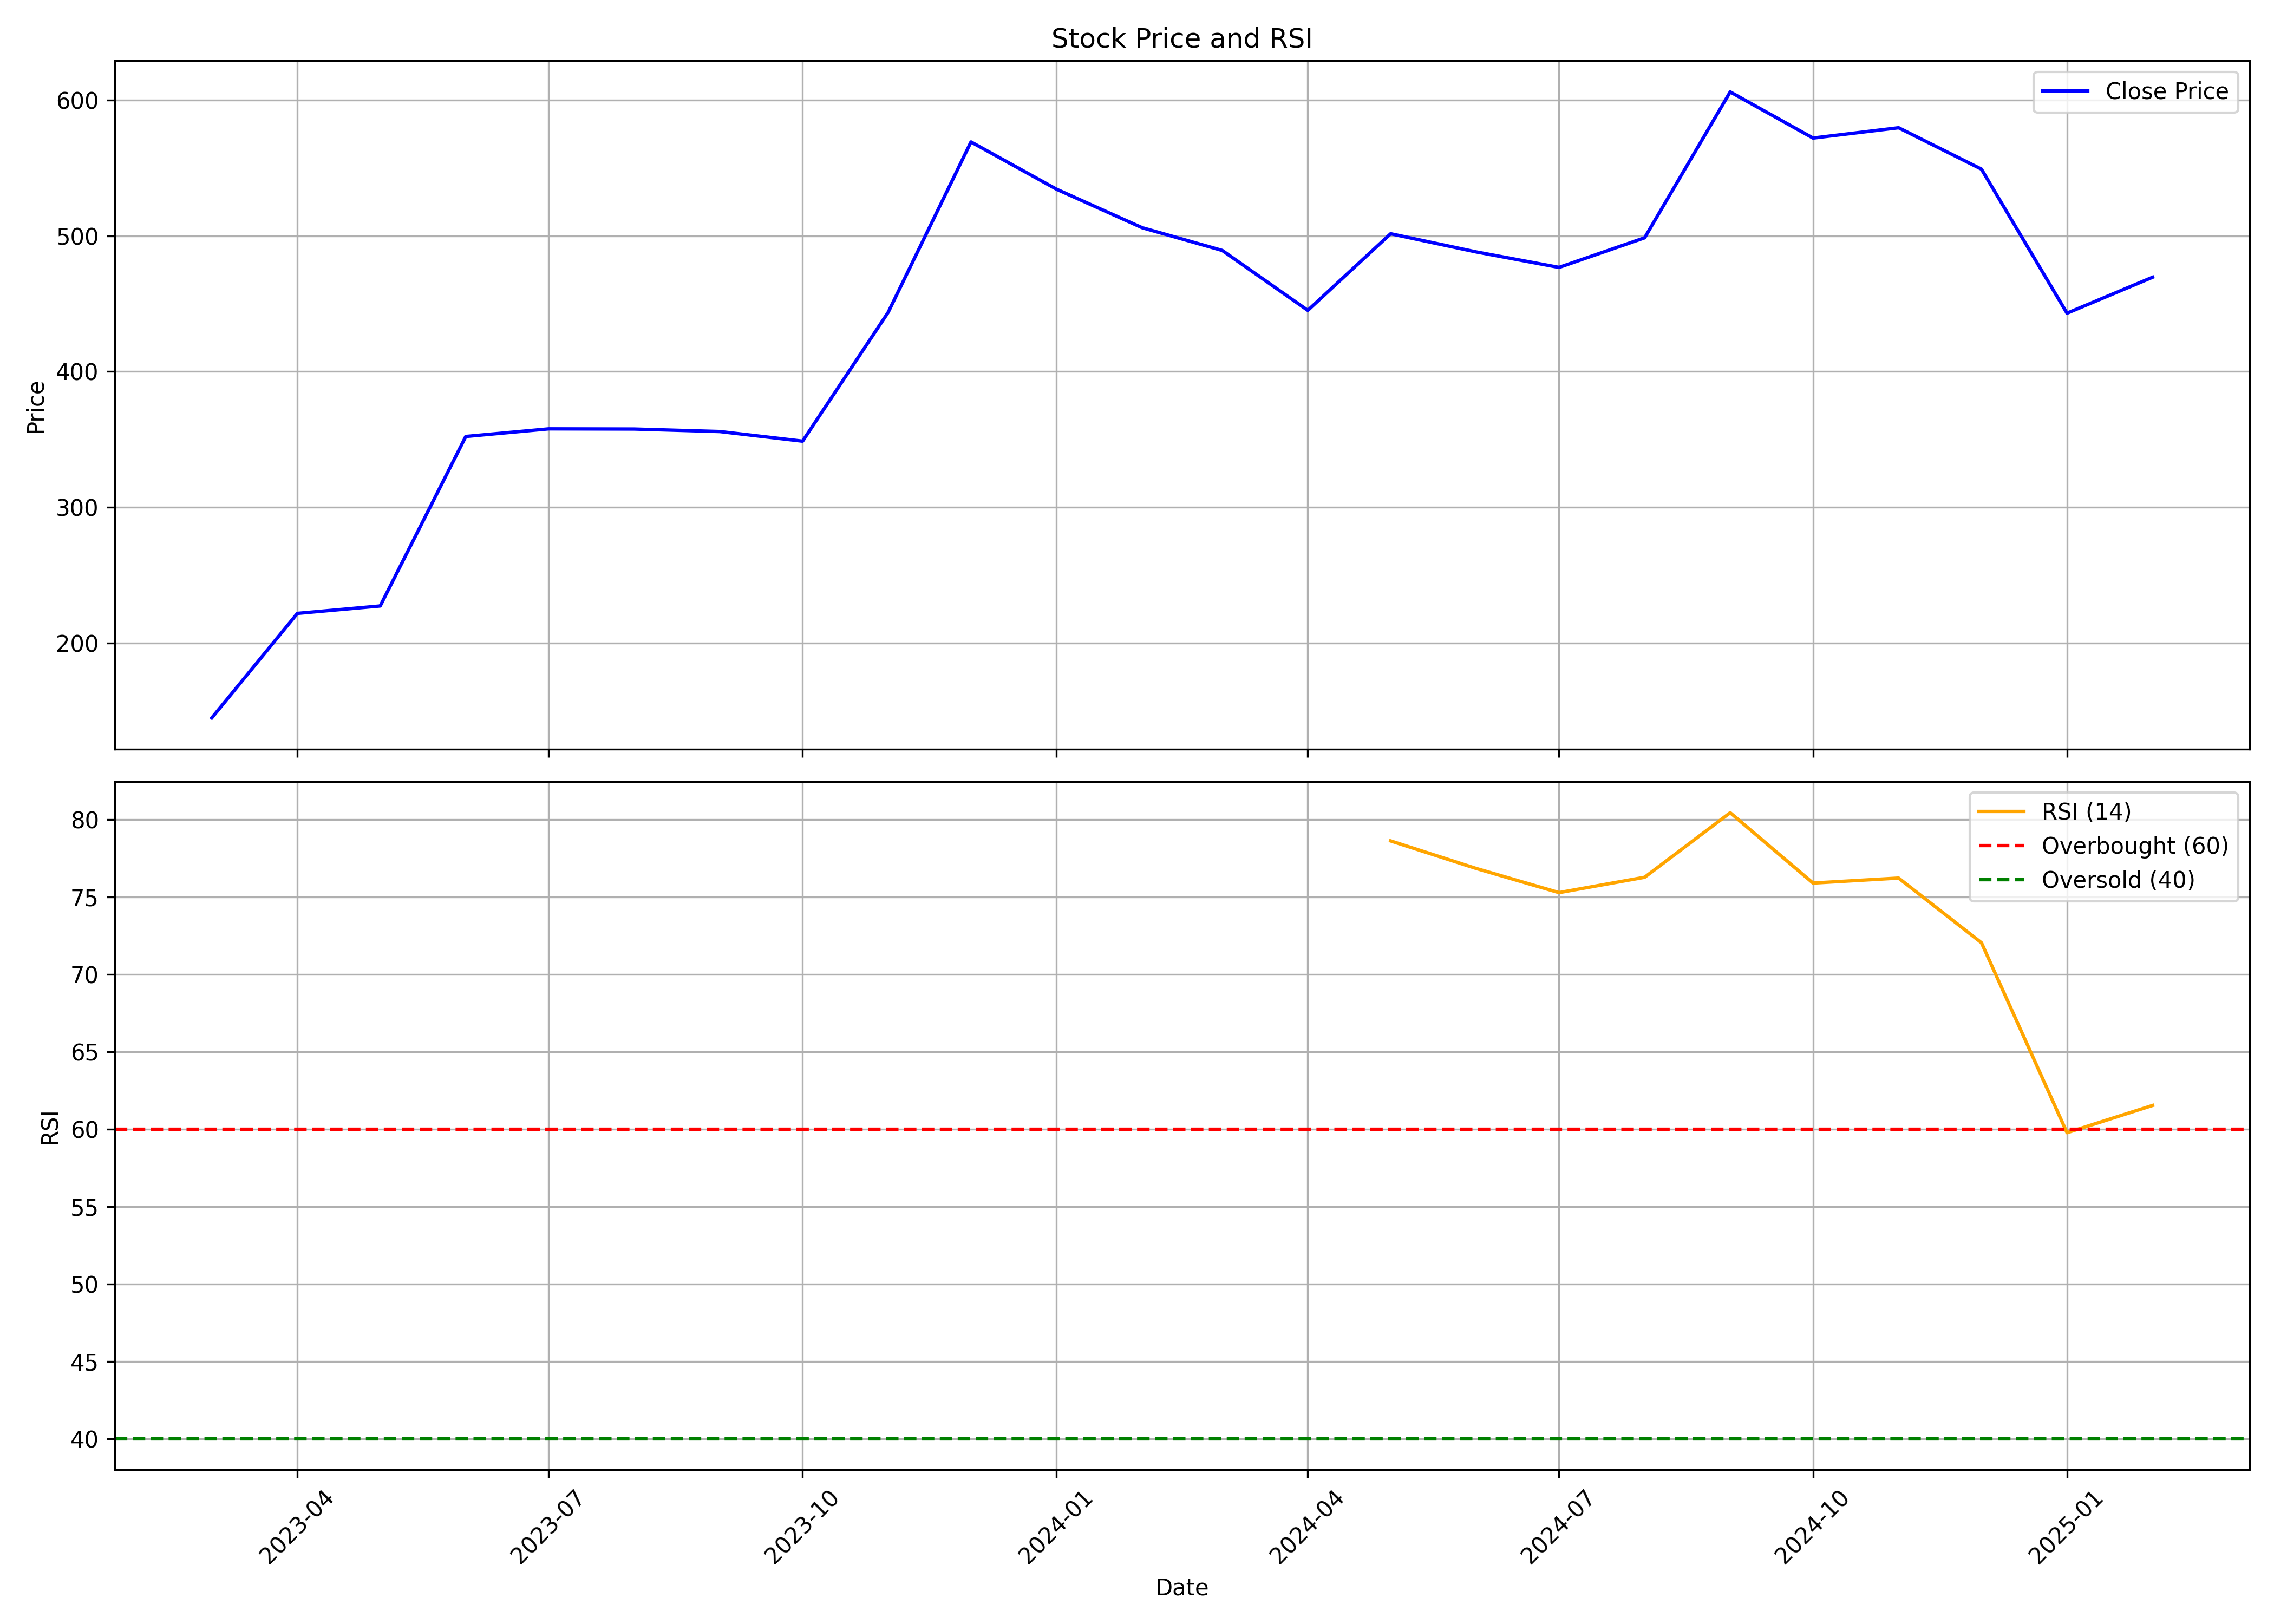 Stock Price and RSI
Close Price
600
500
400
300
200
Price
RSI (14)
Overbought (60)
Oversold (40)
80
75
70
65
60
55
50
45
40
RSI
2023-04
2023-07
2023-10
2024-01
2024-04
2024-07
2024-10
2025-01
Date